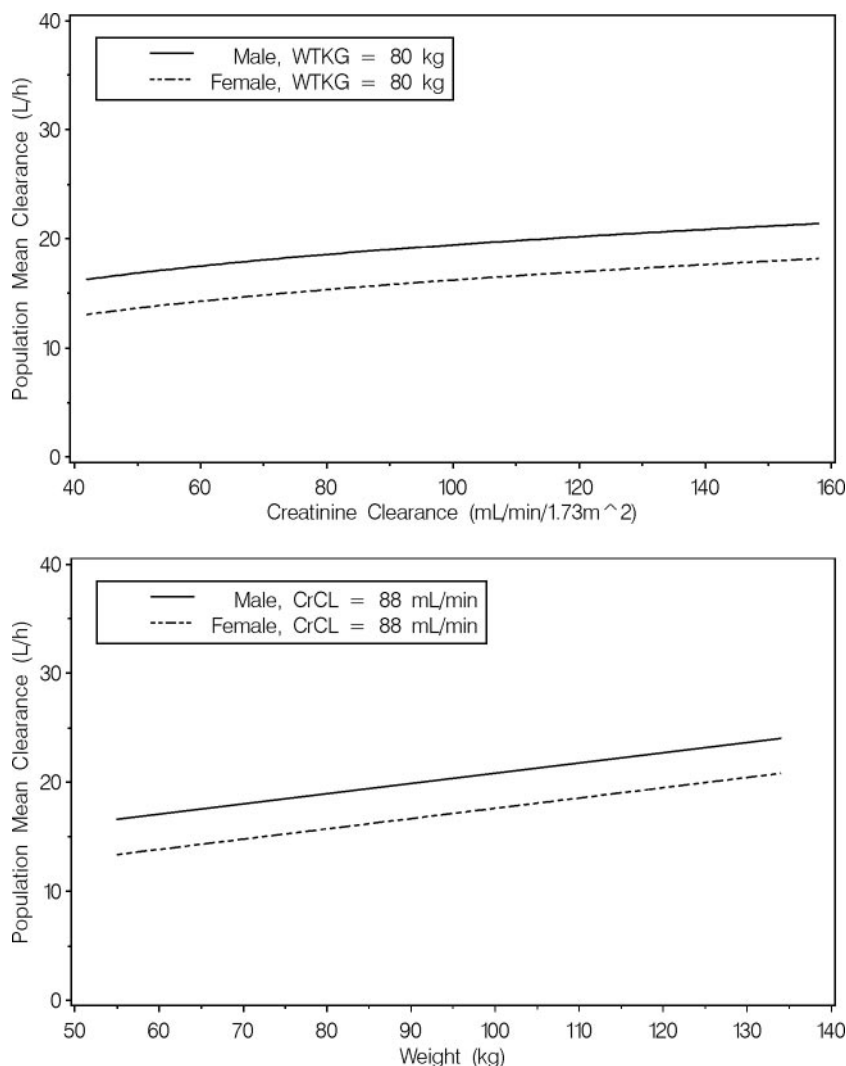 Population Mean Clearance (L/h)
40
30
20
10
0
Male, WTKG = 80 kg
Female, WTKG = 80 kg
40 60 80 100 120 140 160
Creatinine Clearance (mL/min/1.73m^2)
Population Mean Clearance (L/h)
40
30
20
10
0
Male, CrCL = 88 mL/min
Female, CrCL = 88 mL/min
50 60 70 80 90 100 110 120 130 140
Weight (kg)